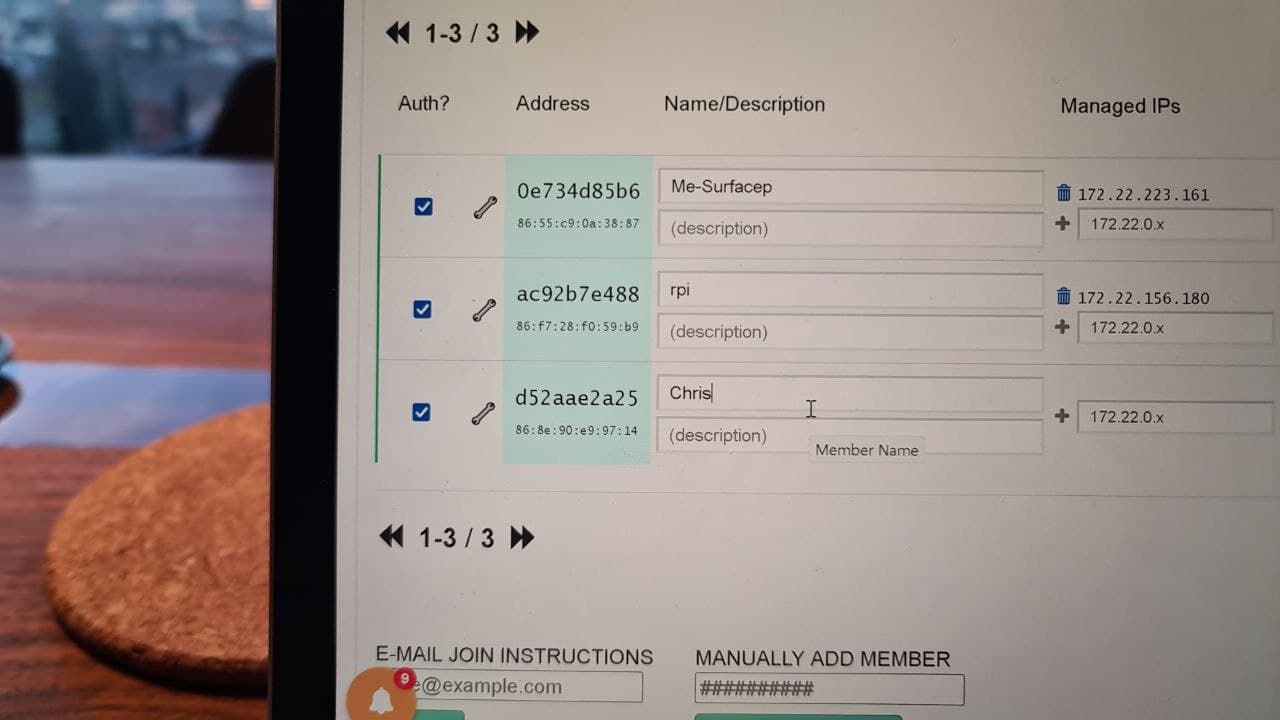 1-3 / 3
Auth? Address Name/Description Managed IPs
0e734d85b6 Me-Surfacep 172.22.223.161
86:55:c9:0a:38:87 (description) 172.22.0.x
ac92b7e488 rpi 172.22.156.180
86:f7:28:f0:59:b9 (description) 172.22.0.x
d52aae2a25 Chris 172.22.0.x
86:8e:90:e9:97:14 (description)
Member Name
1-3 / 3
E-MAIL JOIN INSTRUCTIONS MANUALLY ADD MEMBER
9
e@example.com ##########